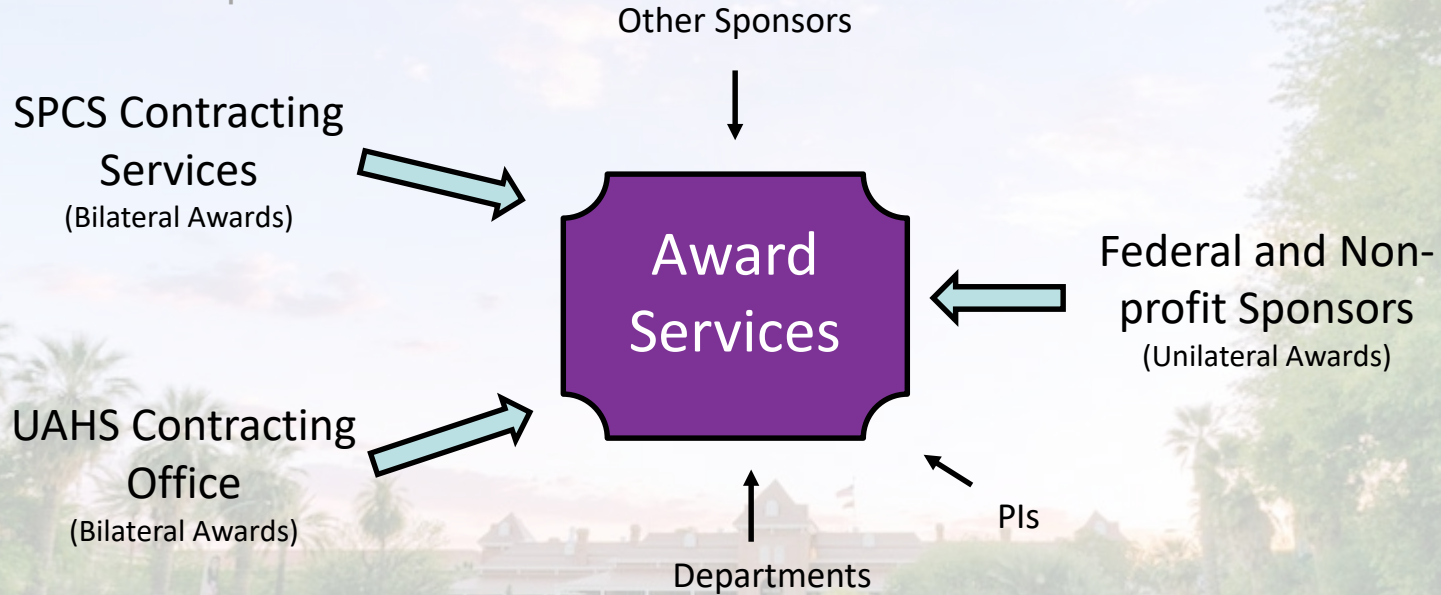 Other Sponsors
SPCS Contracting
Services
(Bilateral Awards)
Award
Services
Federal and Non-
profit Sponsors
(Unilateral Awards)
UAHS Contracting
Office
(Bilateral Awards)
PIs
Departments